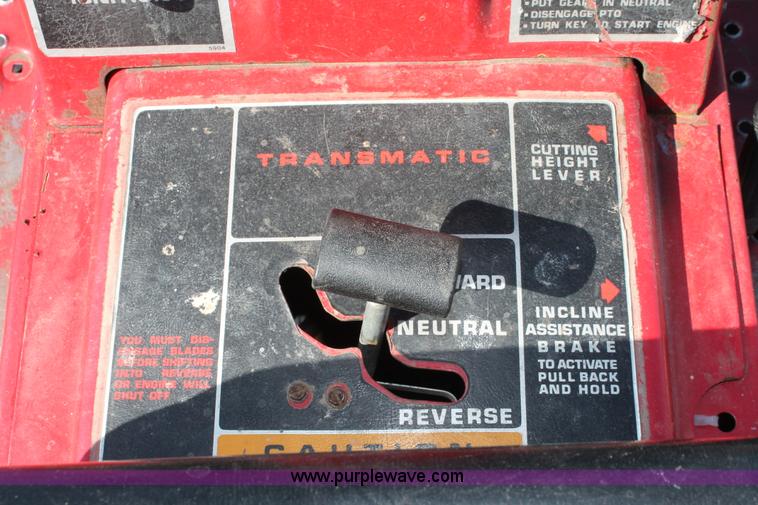 5904
• PUT GEARS IN NEUTRAL
• DISENGAGE PTO
• TURN KEY TO START ENGINE
TRANSMATIC
CUTTING
HEIGHT
LEVER
WARD
NEUTRAL
REVERSE
INCLINE
ASSISTANCE
BRAKE
TO ACTIVATE
PULL BACK
AND HOLD
YOU MUST DIS-
ENGAGE BLADES
BEFORE SHIFTING
INTO REVERSE
OR ENGINE WILL
SHUT OFF
CAUTION
www.purplewave.com